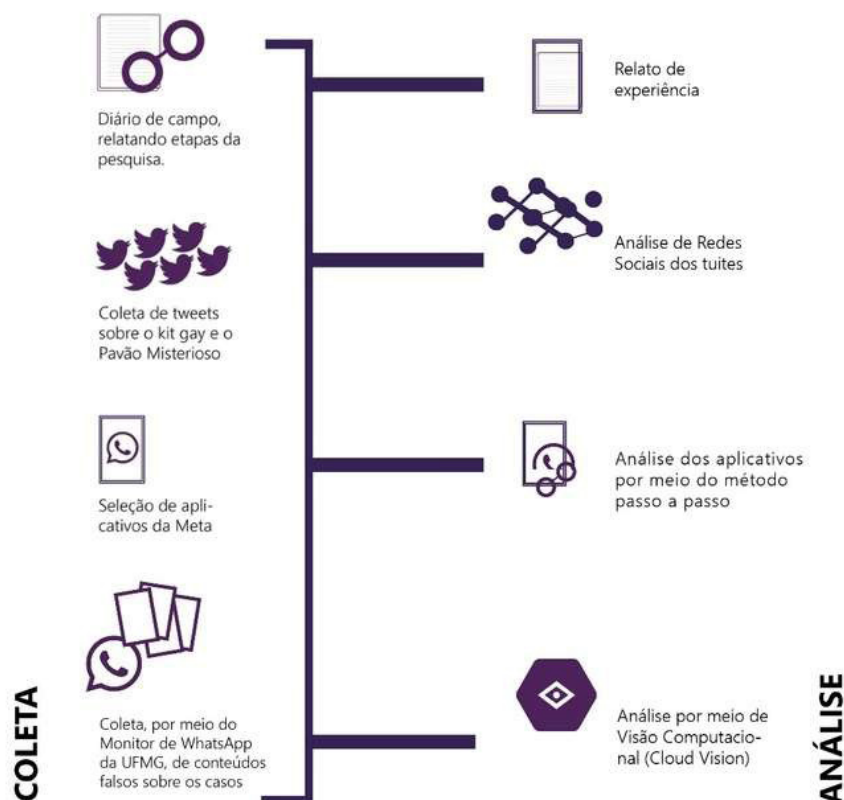 Diário de campo,
relatando etapas da
pesquisa.
Relato de
experiência
Coleta de tweets
sobre o kit gay e o
Pavão Misterioso
Análise de Redes
Sociais dos tuites
Seleção de apli-
cativos da Meta
Análise dos aplicativos
por meio do método
passo a passo
Coleta, por meio do
Monitor de WhatsApp
da UFMG, de conteúdos
falsos sobre os casos
Análise por meio de
Visão Computacio-
nal (Cloud Vision)
COLETA
ANÁLISE